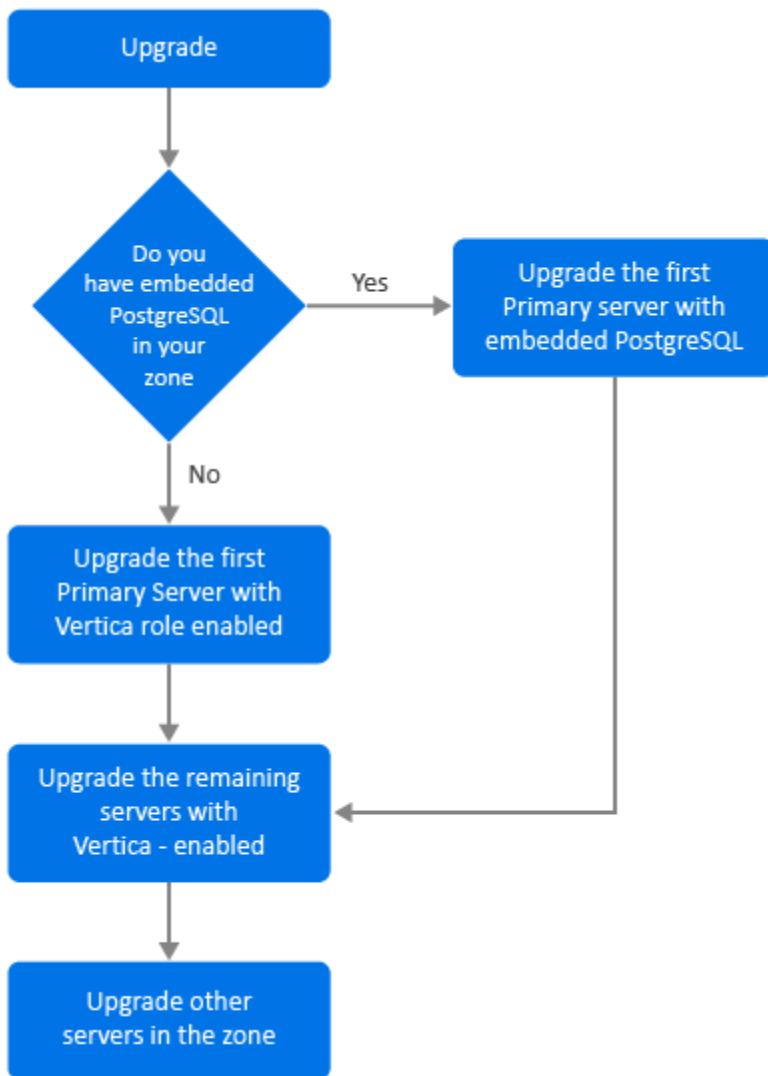 Upgrade
Do you
have embedded
PostgreSQL
in your
zone
Yes
Upgrade the first
Primary server with
embedded PostgreSQL
No
Upgrade the first
Primary Server with
Vertica role enabled
Upgrade the remaining
servers with
Vertica - enabled
Upgrade other
servers in the zone